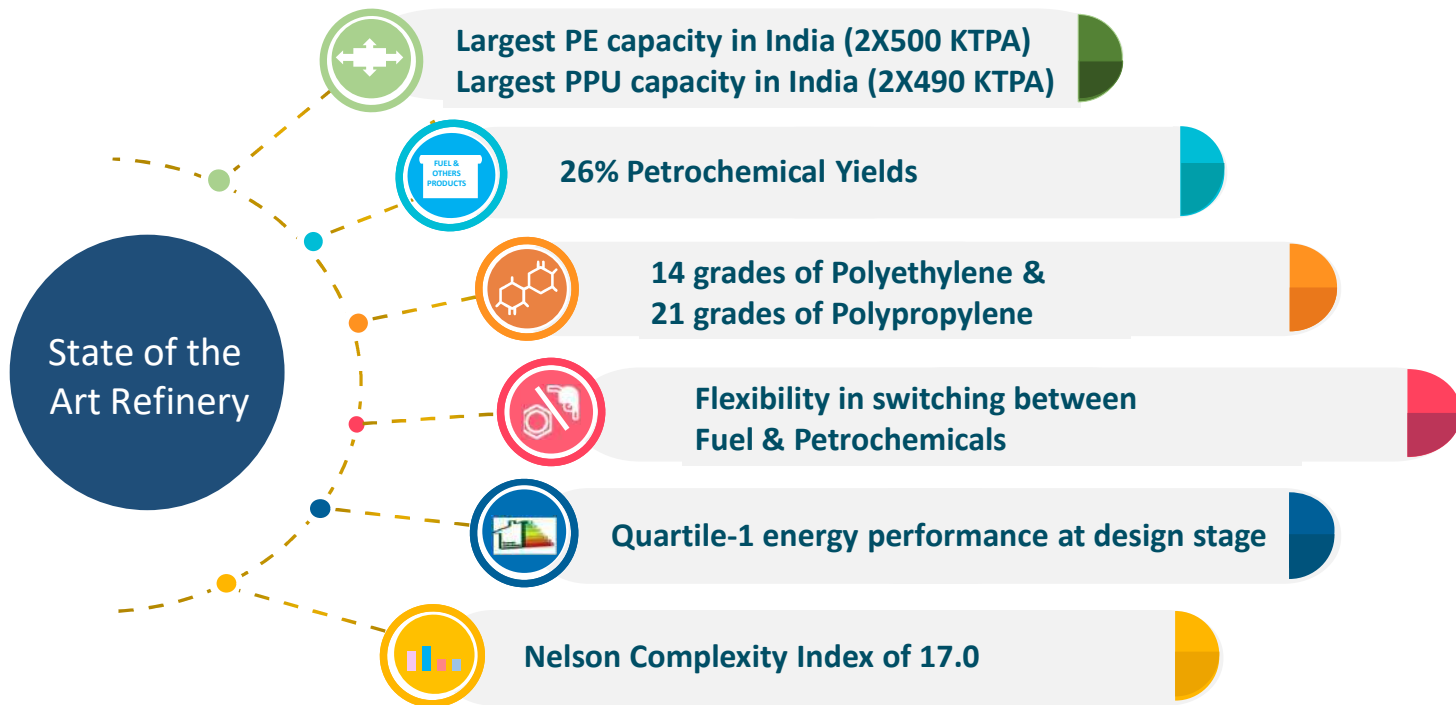 Largest PE capacity in India (2X500 KTPA)
Largest PPU capacity in India (2X490 KTPA)
FUEL &
OTHERS
PRODUCTS
26% Petrochemical Yields
14 grades of Polyethylene &
21 grades of Polypropylene
State of the
Art Refinery
Flexibility in switching between
Fuel & Petrochemicals
Quartile-1 energy performance at design stage
Nelson Complexity Index of 17.0